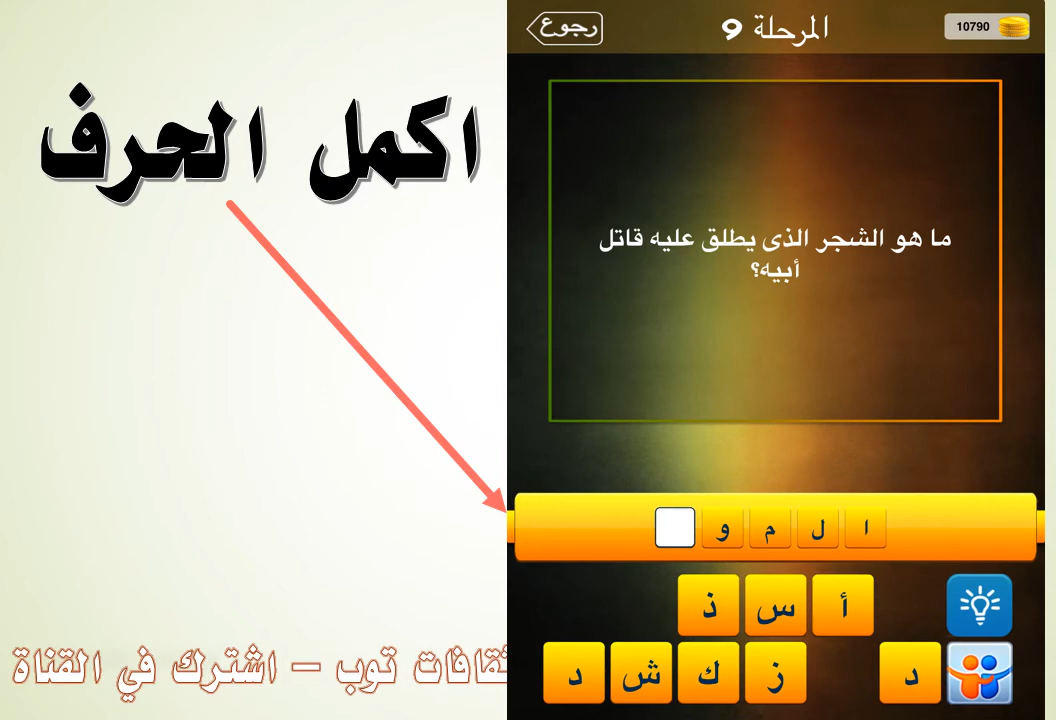 اكمل الحرف
ثقافات توب – اشترك في القناة
رجوع
المرحلة 9
10790
ما هو الشجر الذى يطلق عليه قاتل
أبيه؟
ا ل م و
أ س ذ
د ز ك ش د